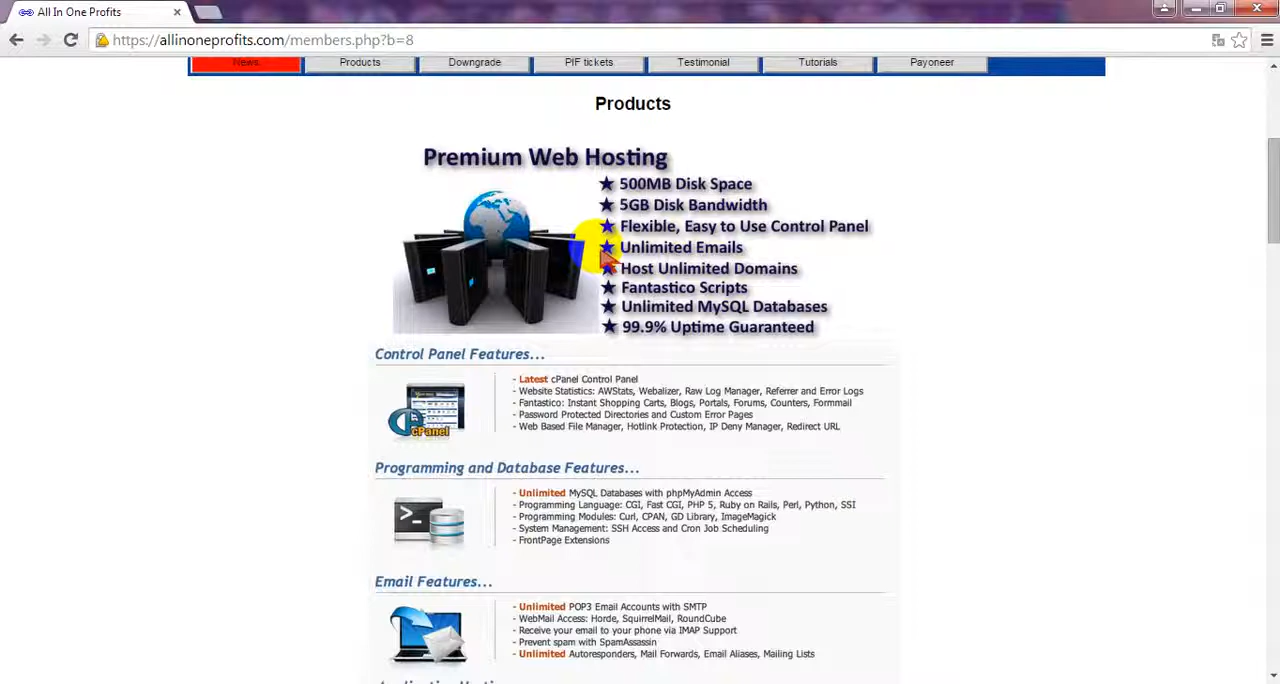 All In One Profits
https://allinoneprofits.com/members.php?b=8
News Products Downgrade PIF tickets Testimonial Tutorials Payoneer
Products
Premium Web Hosting
★ 500MB Disk Space
★ 5GB Disk Bandwidth
★ Flexible, Easy to Use Control Panel
★ Unlimited Emails
★ Host Unlimited Domains
★ Fantastico Scripts
★ Unlimited MySQL Databases
★ 99.9% Uptime Guaranteed
Control Panel Features...
- Latest cPanel Control Panel
- Website Statistics: AWStats, Webalizer, Raw Log Manager, Referrer and Error Logs
- Fantastico: Instant Shopping Carts, Blogs, Portals, Forums, Counters, Formmail
- Password Protected Directories and Custom Error Pages
- Web Based File Manager, Hotlink Protection, IP Deny Manager, Redirect URL
cPanel
Programming and Database Features...
- Unlimited MySQL Databases with phpMyAdmin Access
- Programming Language: CGI, Fast CGI, PHP 5, Ruby on Rails, Perl, Python, SSI
- Programming Modules: Curl, CPAN, GD Library, ImageMagick
- System Management: SSH Access and Cron Job Scheduling
- FrontPage Extensions
Email Features...
- Unlimited POP3 Email Accounts with SMTP
- WebMail Access: Horde, SquirrelMail, RoundCube
- Receive your email to your phone via IMAP Support
- Prevent spam with SpamAssassin
- Unlimited Autoresponders, Mail Forwards, Email Aliases, Mailing Lists